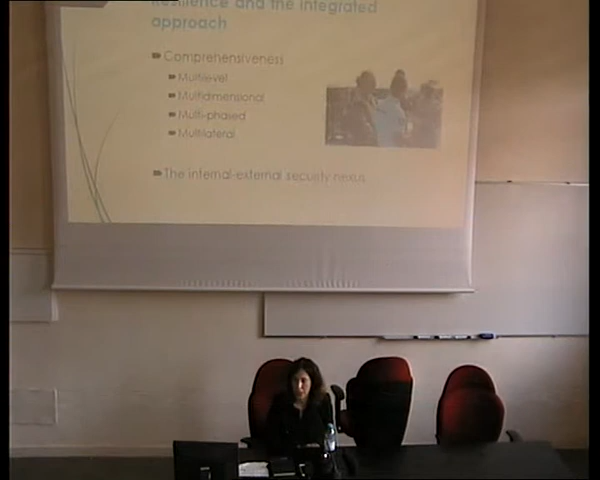 Resilience and the integrated
approach
Comprehensiveness
Multilevel
Multidimensional
Multi-phased
Multilateral
The internal-external security nexus